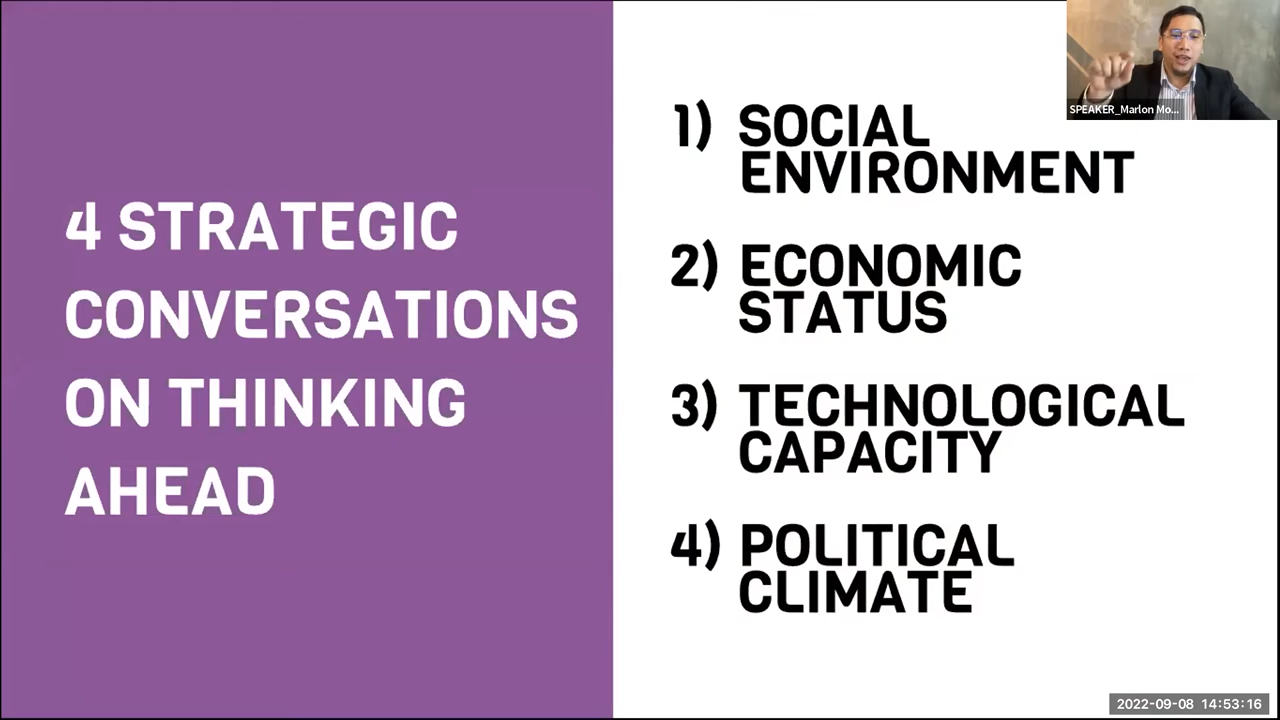 4 STRATEGIC
CONVERSATIONS
ON THINKING
AHEAD
1) SOCIAL
ENVIRONMENT
2) ECONOMIC
STATUS
3) TECHNOLOGICAL
CAPACITY
4) POLITICAL
CLIMATE
SPEAKER_Marlon Mo...
2022-09-08 14:53:16